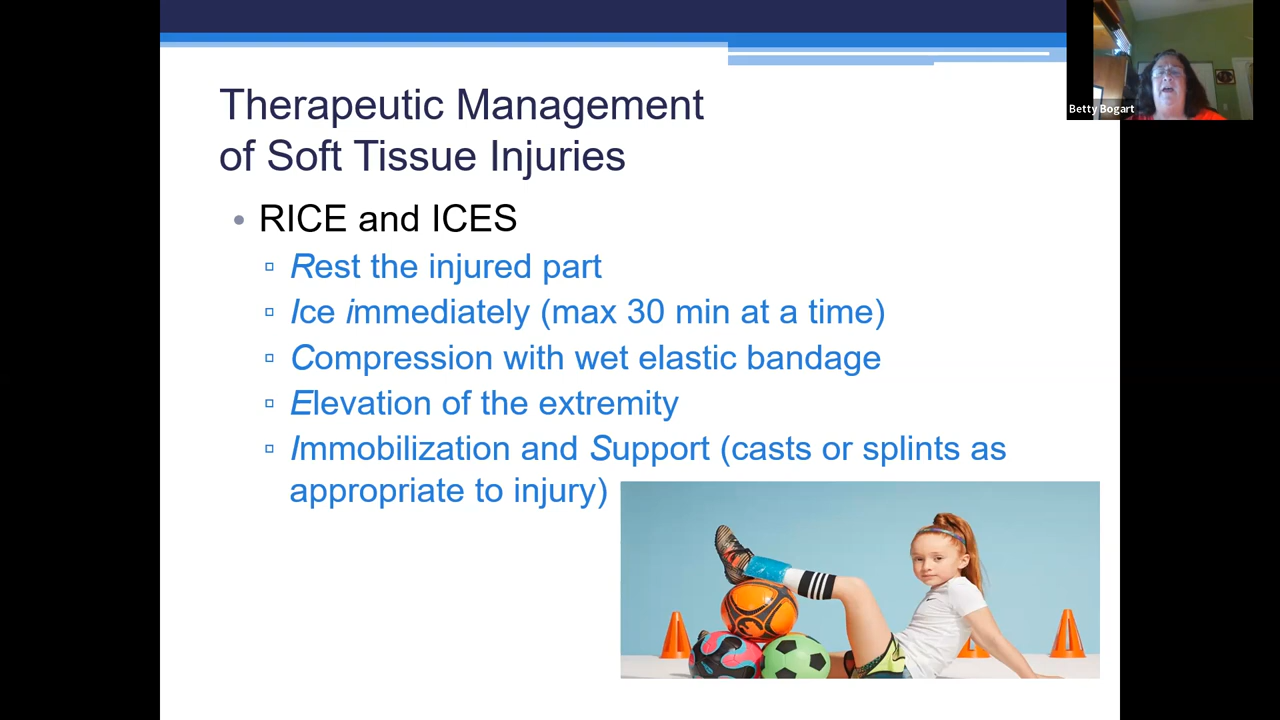 Betty Bogart
Therapeutic Management
of Soft Tissue Injuries
• RICE and ICES
▫ Rest the injured part
▫ Ice immediately (max 30 min at a time)
▫ Compression with wet elastic bandage
▫ Elevation of the extremity
▫ Immobilization and Support (casts or splints as
appropriate to injury)